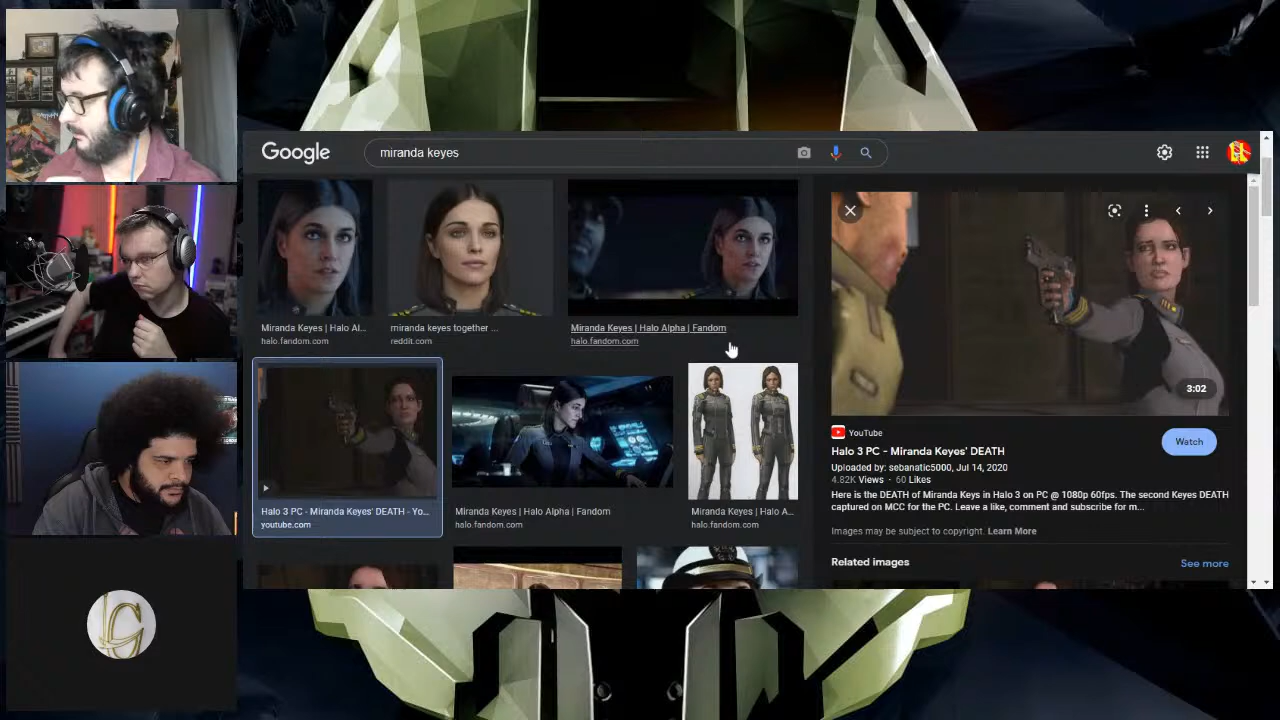 Google
miranda keyes
Miranda Keyes | Halo Al...
halo.fandom.com
miranda keyes together ...
reddit.com
Miranda Keyes | Halo Alpha | Fandom
halo.fandom.com
Halo 3 PC - Miranda Keyes' DEATH - Yo...
youtube.com
Miranda Keyes | Halo Alpha | Fandom
halo.fandom.com
Miranda Keyes | Halo A...
halo.fandom.com
3:02
YouTube
Halo 3 PC - Miranda Keyes' DEATH
Watch
Uploaded by: sebanatic5000, Jul 14, 2020
4.82K Views · 60 Likes
Here is the DEATH of Miranda Keys in Halo 3 on PC @ 1080p 60fps. The second Keyes DEATH
captured on MCC for the PC. Leave a like, comment and subscribe for m...
Images may be subject to copyright. Learn More
Related images
See more